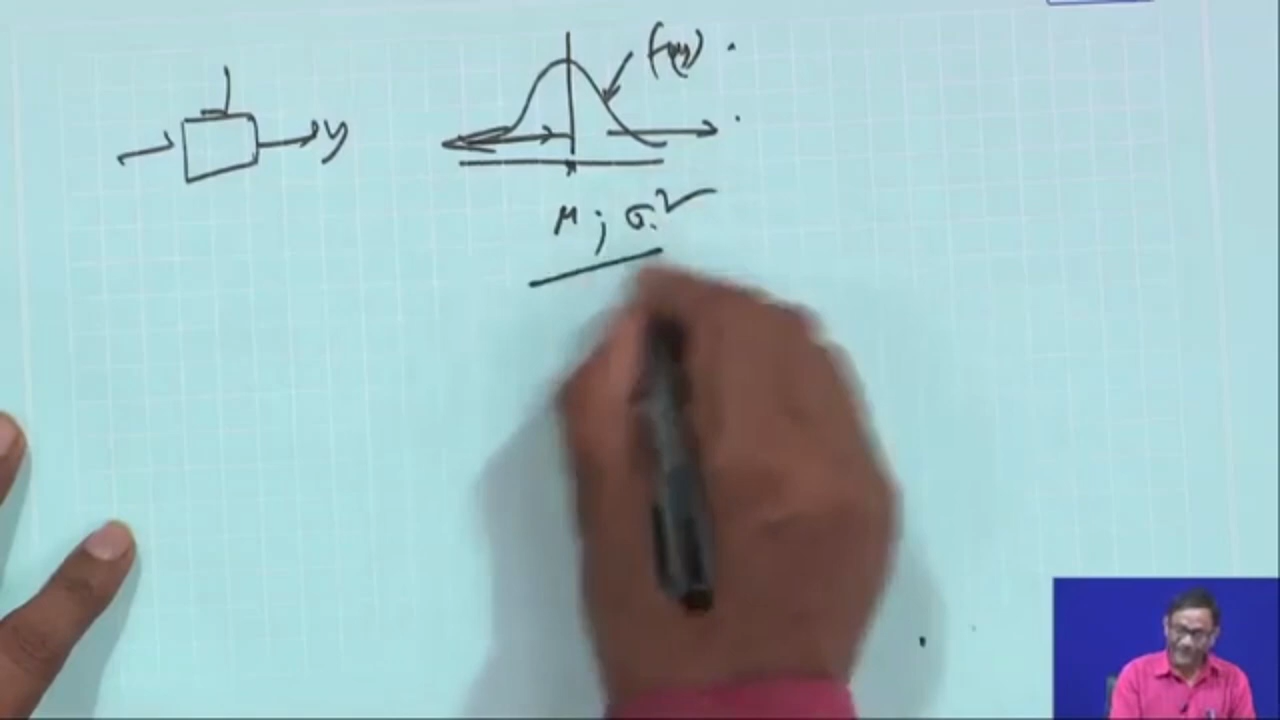 f(y)
y
μ ; σ²